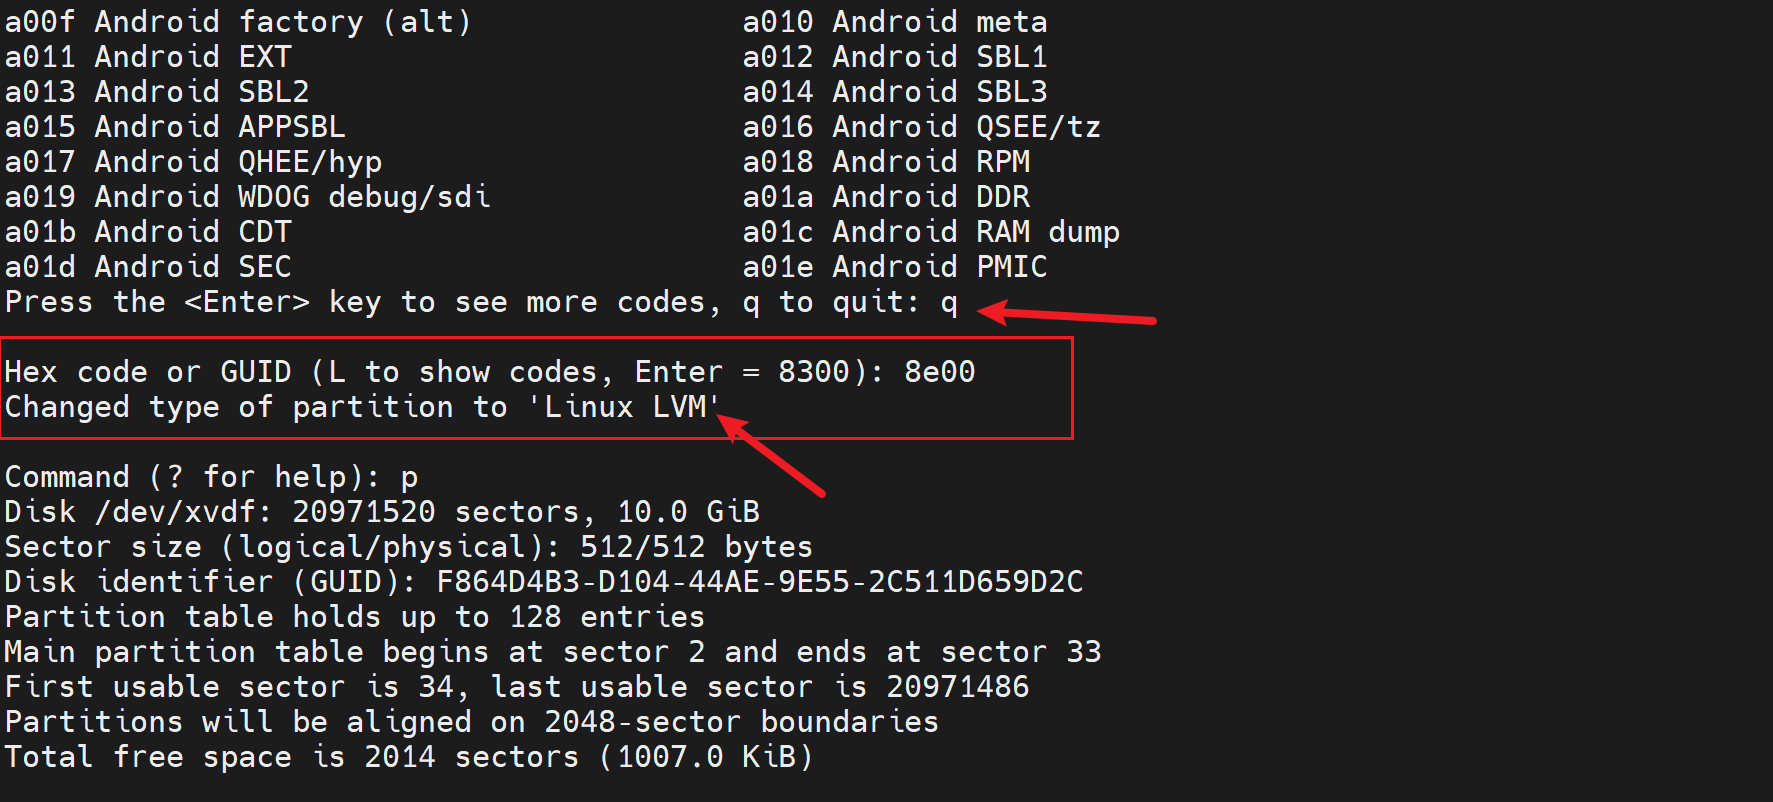 a00f Android factory (alt)               a010 Android meta
a011 Android EXT                         a012 Android SBL1
a013 Android SBL2                        a014 Android SBL3
a015 Android APPSBL                      a016 Android QSEE/tz
a017 Android QHEE/hyp                    a018 Android RPM
a019 Android WDOG debug/sdi              a01a Android DDR
a01b Android CDT                         a01c Android RAM dump
a01d Android SEC                         a01e Android PMIC
Press the <Enter> key to see more codes, q to quit: q
Hex code or GUID (L to show codes, Enter = 8300): 8e00
Changed type of partition to 'Linux LVM'
Command (? for help): p
Disk /dev/xvdf: 20971520 sectors, 10.0 GiB
Sector size (logical/physical): 512/512 bytes
Disk identifier (GUID): F864D4B3-D104-44AE-9E55-2C511D659D2C
Partition table holds up to 128 entries
Main partition table begins at sector 2 and ends at sector 33
First usable sector is 34, last usable sector is 20971486
Partitions will be aligned on 2048-sector boundaries
Total free space is 2014 sectors (1007.0 KiB)